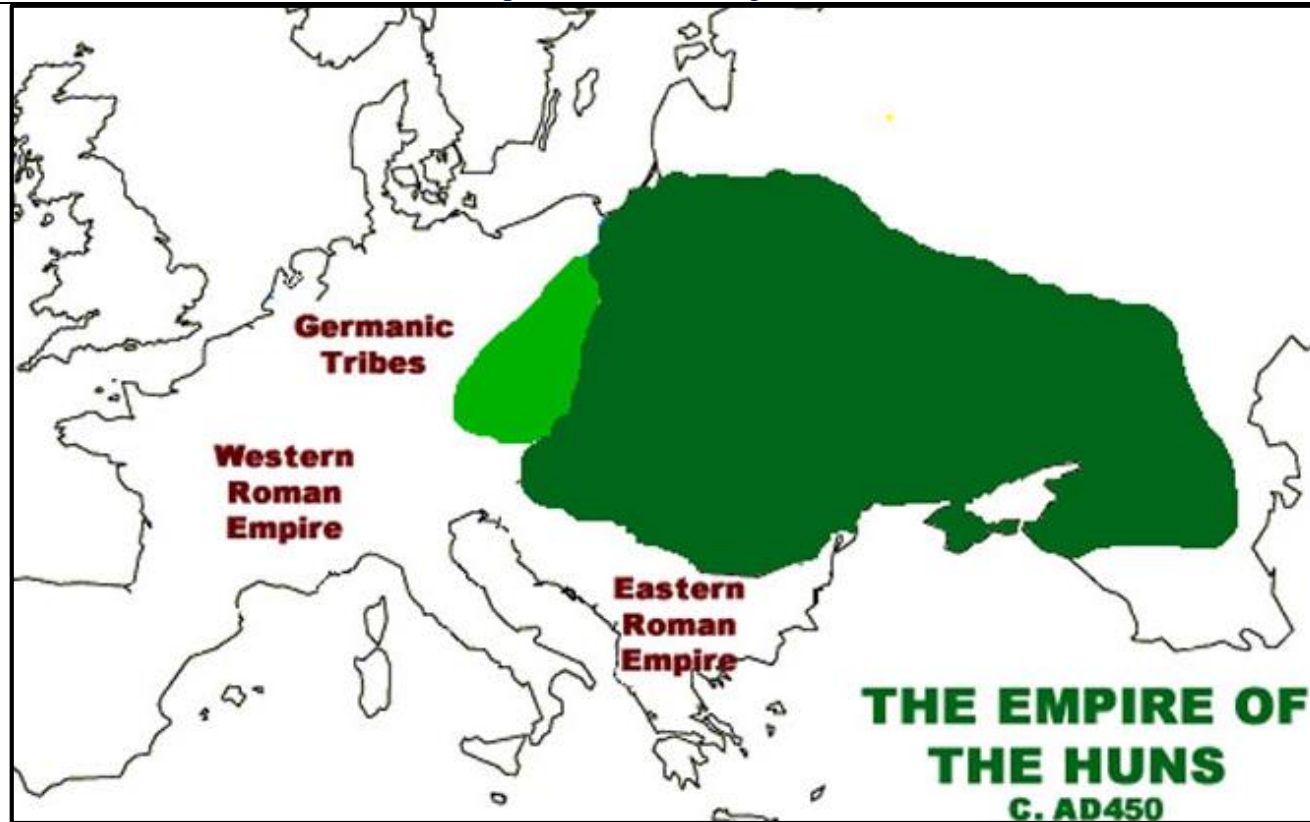 Germanic
Tribes
Western
Roman
Empire
Eastern
Roman
Empire
THE EMPIRE OF
THE HUNS
C. AD450